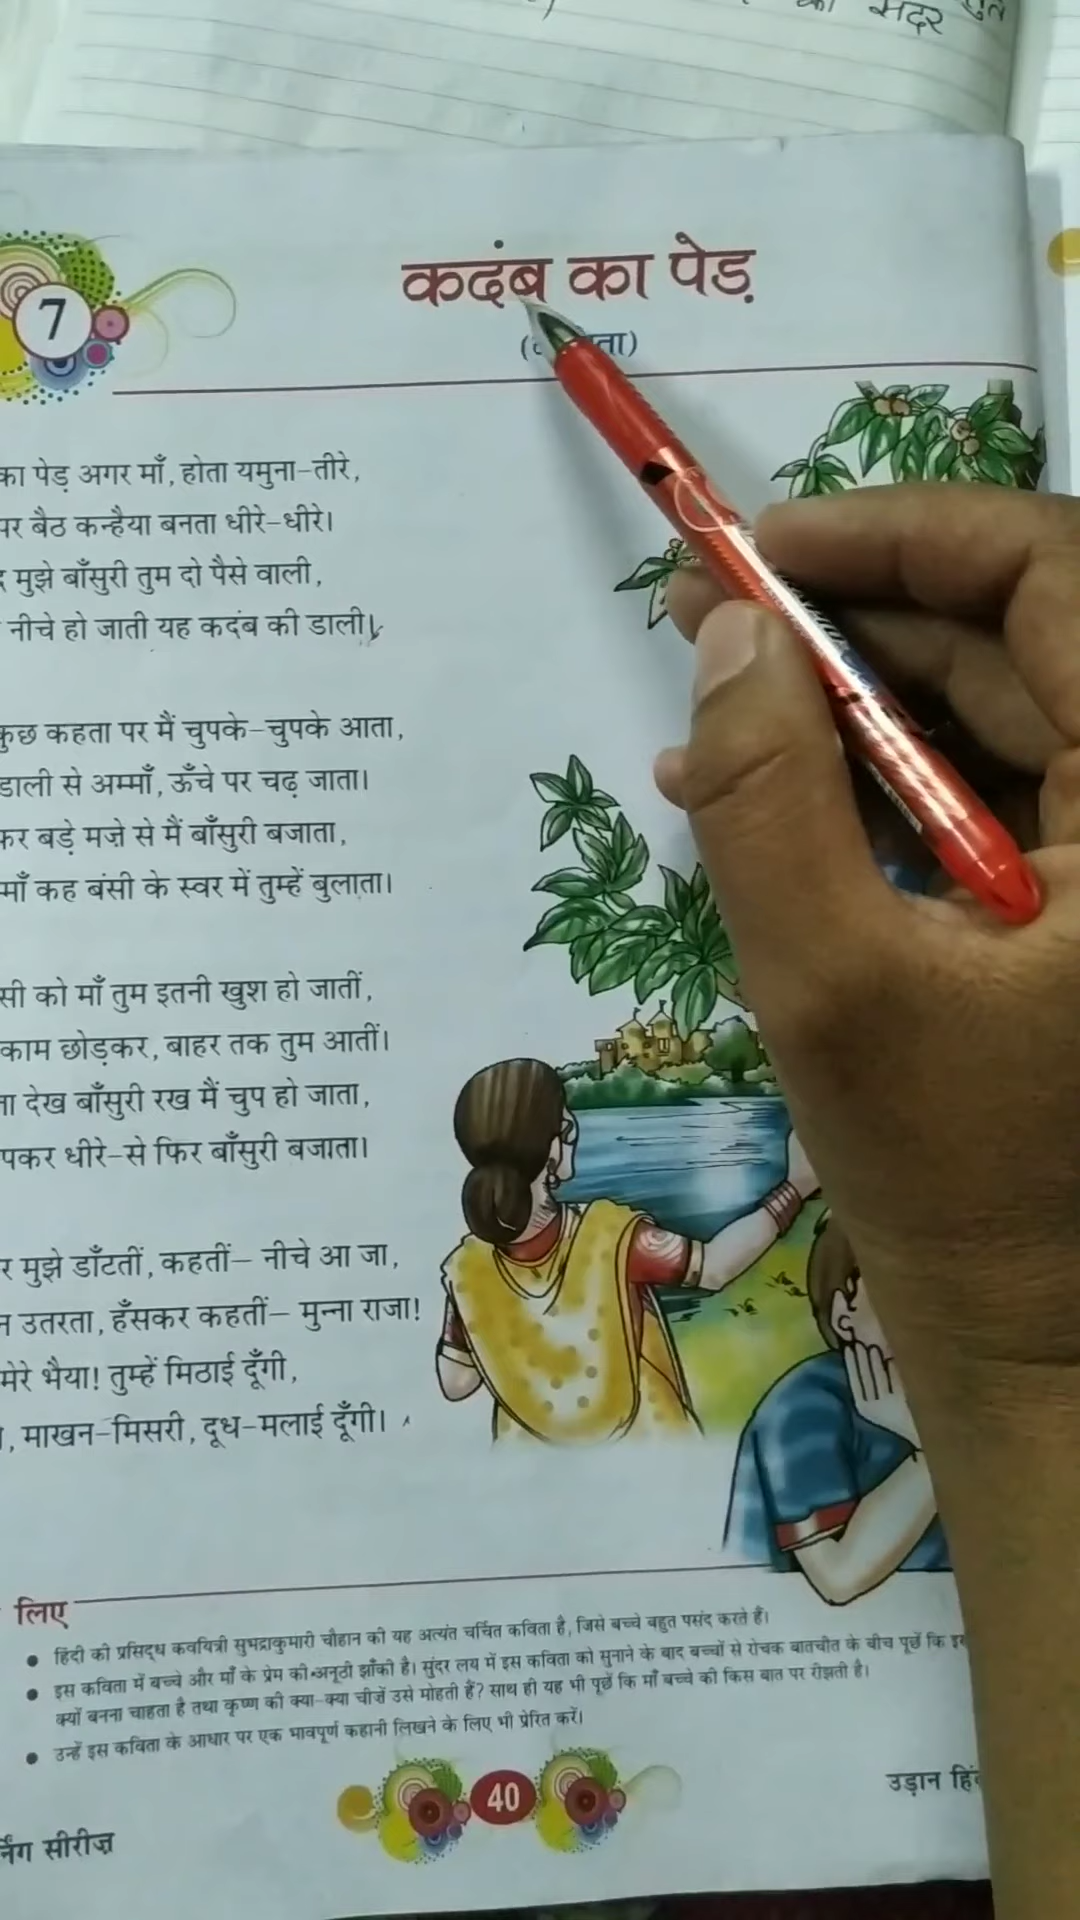 का सदर
7
कदंब का पेड़
का पेड़ अगर माँ, होता यमुना-तीरे,
पर बैठ कन्हैया बनता धीरे-धीरे।
मुझे बाँसुरी तुम दो पैसे वाली,
नीचे हो जाती यह कदंब की डाली।
कुछ कहता पर मैं चुपके-चुपके आता,
डाली से अम्माँ, ऊँचे पर चढ़ जाता।
बड़े मज़े से मैं बाँसुरी बजाता,
माँ कह बंसी के स्वर में तुम्हें बुलाता।
को माँ तुम इतनी खुश हो जातीं,
काम छोड़कर, बाहर तक तुम आतीं।
देख बाँसुरी रख मैं चुप हो जाता,
धीरे-से फिर बाँसुरी बजाता।
मुझे डाँटतीं, कहतीं- नीचे आ जा,
उतरता, हँसकर कहतीं- मुन्ना राजा!
मेरे भैया! तुम्हें मिठाई दूँगी,
, माखन-मिसरी, दूध-मलाई दूँगी।
लिए
• हिंदी की प्रसिद्ध कवयित्री सुभद्राकुमारी चौहान की यह अत्यंत चर्चित कविता है, जिसे बच्चे बहुत पसंद करते हैं।
• इस कविता में बच्चे और माँ के प्रेम की अनूठी झाँकी है। सुंदर लय में इस कविता को सुनाने के बाद बच्चों से रोचक बातचीत के बीच पूछें कि
क्यों बनना चाहता है तथा कृष्ण की क्या-क्या चीजें उसे मोहती हैं? साथ ही यह भी पूछें कि माँ बच्चे की किस बात पर रीझती है।
• उन्हें इस कविता के आधार पर एक भावपूर्ण कहानी लिखने के लिए भी प्रेरित करें।
40
उड़ान
सीरीज़